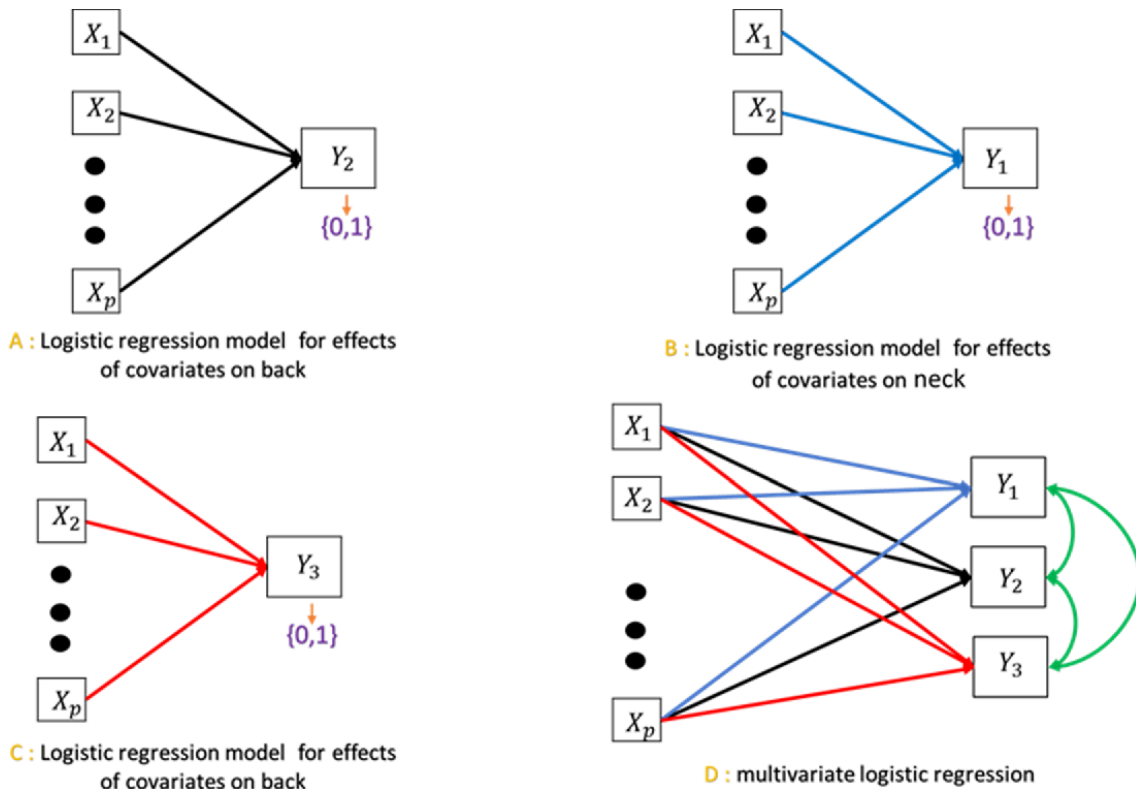 X₁
X₂
Xₚ
Y₂
{0,1}
A : Logistic regression model for effects
of covariates on back
X₁
X₂
Xₚ
Y₁
{0,1}
B : Logistic regression model for effects
of covariates on neck
X₁
X₂
Xₚ
Y₃
{0,1}
C : Logistic regression model for effects
of covariates on back
X₁
X₂
Xₚ
Y₁
Y₂
Y₃
D : multivariate logistic regression